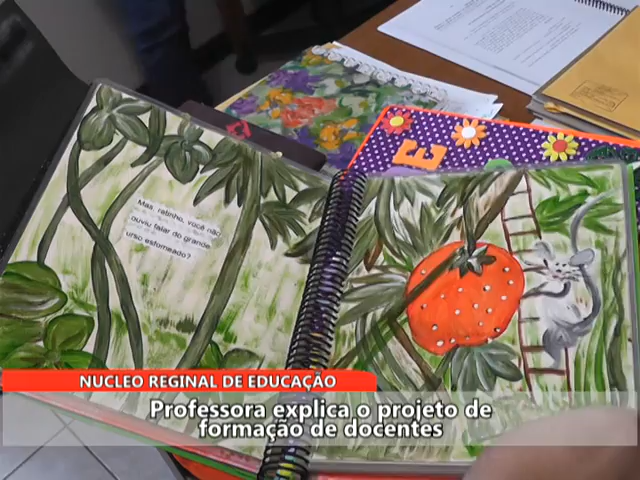 Mas ratinho, você não
ouviu falar do grande
urso esfomeado?
NUCLEO REGINAL DE EDUCAÇÃO
Professora explica o projeto de
formação de docentes